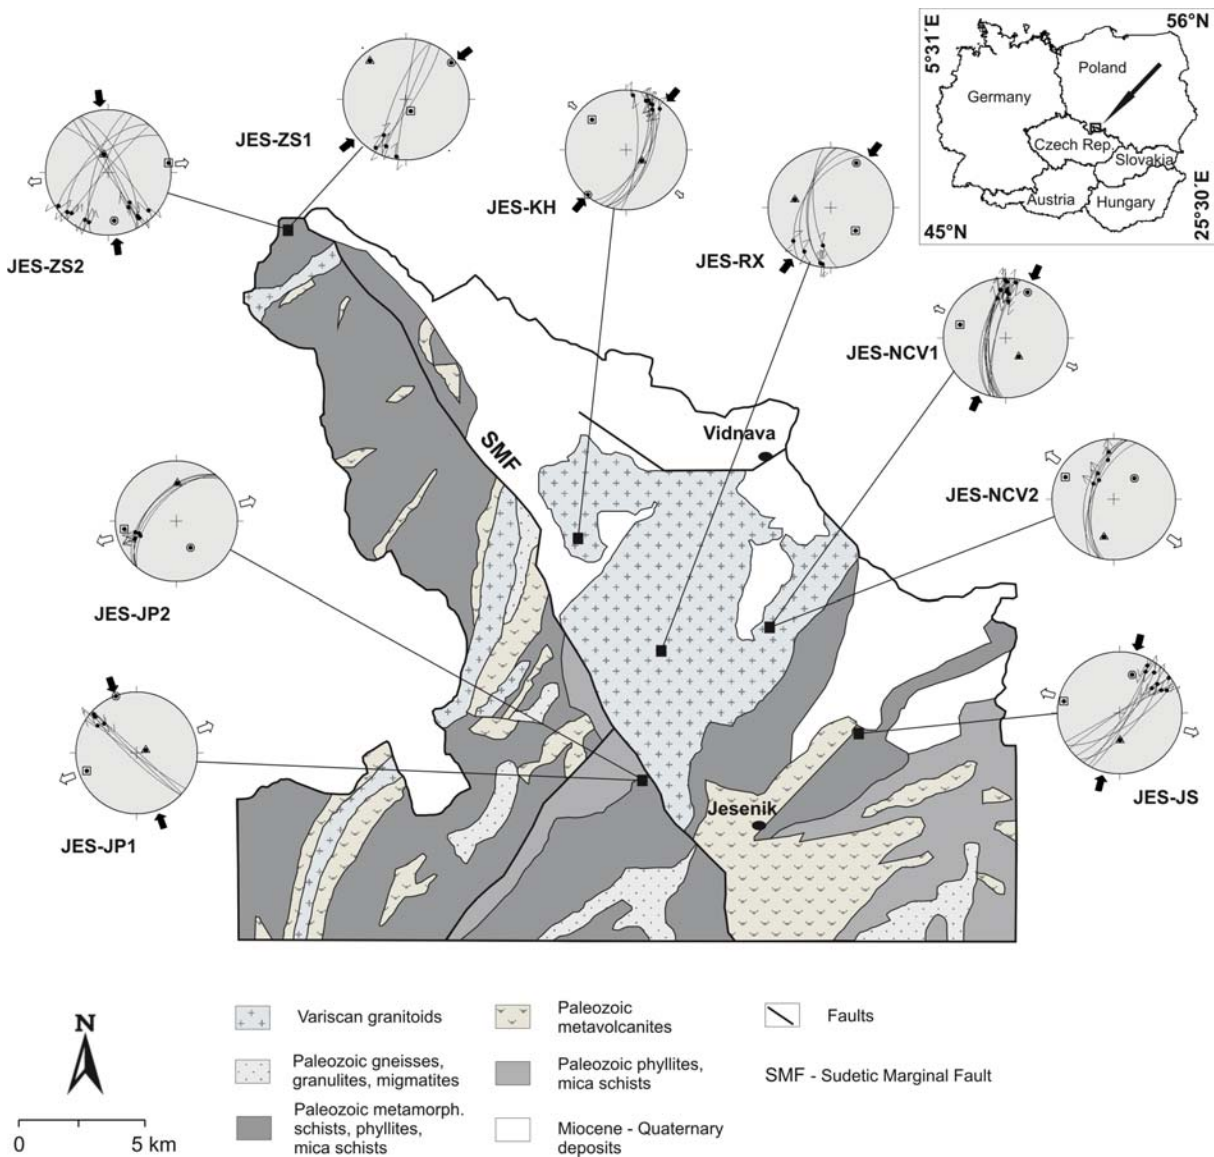 5°31´E
56°N
Poland
Germany
Czech Rep.
Slovakia
Austria
Hungary
45°N
25°30´E
JES-ZS1
JES-ZS2
JES-KH
JES-RX
JES-NCV1
JES-NCV2
JES-JP2
JES-JP1
JES-JS
SMF
Vidnava
Jesenik
N
0
5 km
Variscan granitoids
Paleozoic gneisses,
granulites, migmatites
Paleozoic metamorph.
schists, phyllites,
mica schists
Paleozoic
metavolcanites
Paleozoic phyllites,
mica schists
Miocene - Quaternary
deposits
Faults
SMF - Sudetic Marginal Fault